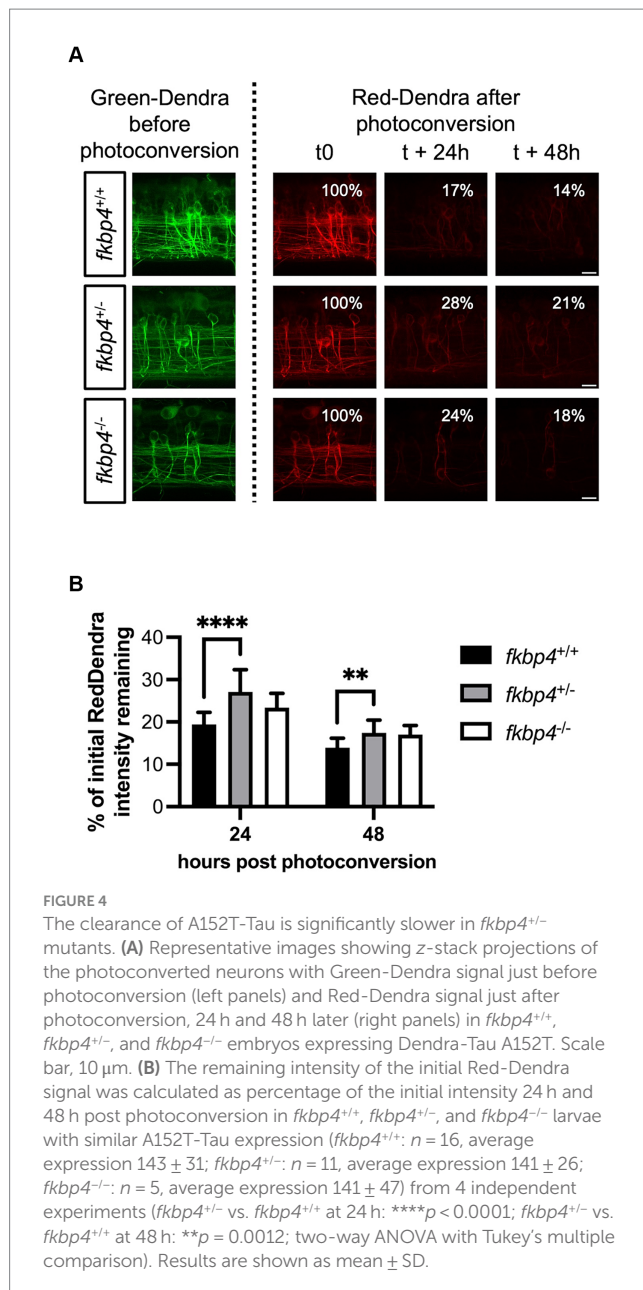 A
Green-Dendra
before
photoconversion
Red-Dendra after
photoconversion
t0
t + 24h
t + 48h
fkbp4+/+
100%
17%
14%
fkbp4+/-
100%
28%
21%
fkbp4-/-
100%
24%
18%
B
% of initial RedDendra
intensity remaining
40
30
20
10
0
****
**
24
48
hours post photoconversion
fkbp4+/+
fkbp4+/-
fkbp4-/-
FIGURE 4
The clearance of A152T-Tau is significantly slower in fkbp4+/−
mutants. (A) Representative images showing z-stack projections of
the photoconverted neurons with Green-Dendra signal just before
photoconversion (left panels) and Red-Dendra signal just after
photoconversion, 24 h and 48 h later (right panels) in fkbp4+/+,
fkbp4+/−, and fkbp4−/− embryos expressing Dendra-Tau A152T. Scale
bar, 10 μm. (B) The remaining intensity of the initial Red-Dendra
signal was calculated as percentage of the initial intensity 24 h and
48 h post photoconversion in fkbp4+/+, fkbp4+/−, and fkbp4−/− larvae
with similar A152T-Tau expression (fkbp4+/+: n = 16, average
expression 143 ± 31; fkbp4+/−: n = 11, average expression 141 ± 26;
fkbp4−/−: n = 5, average expression 141 ± 47) from 4 independent
experiments (fkbp4+/− vs. fkbp4+/+ at 24 h: ****p < 0.0001; fkbp4+/− vs.
fkbp4+/+ at 48 h: **p = 0.0012; two-way ANOVA with Tukey’s multiple
comparison). Results are shown as mean ± SD.